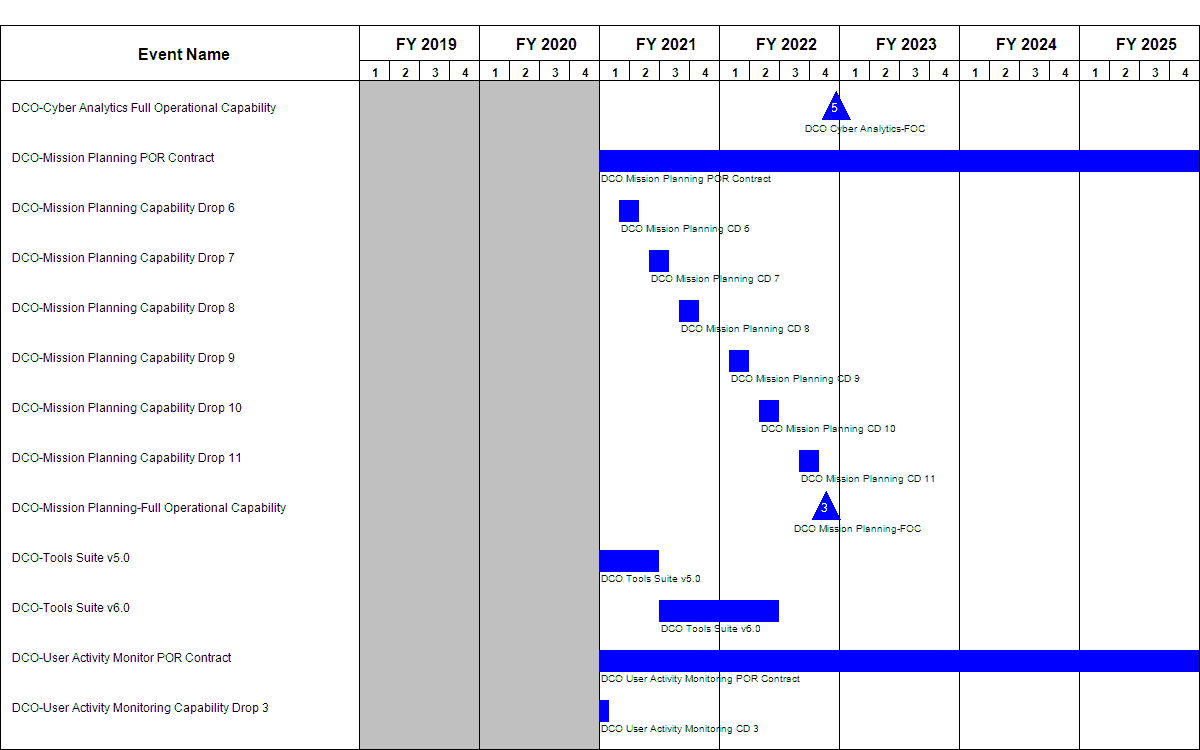 Event Name FY 2019 FY 2020 FY 2021 FY 2022 FY 2023 FY 2024 FY 2025
1 2 3 4 1 2 3 4 1 2 3 4 1 2 3 4 1 2 3 4 1 2 3 4 1 2 3 4
DCO-Cyber Analytics Full Operational Capability 5
DCO Cyber Analytics-FOC
DCO-Mission Planning POR Contract
DCO Mission Planning POR Contract
DCO-Mission Planning Capability Drop 6
DCO Mission Planning CD 6
DCO-Mission Planning Capability Drop 7
DCO Mission Planning CD 7
DCO-Mission Planning Capability Drop 8
DCO Mission Planning CD 8
DCO-Mission Planning Capability Drop 9
DCO Mission Planning CD 9
DCO-Mission Planning Capability Drop 10
DCO Mission Planning CD 10
DCO-Mission Planning Capability Drop 11
DCO Mission Planning CD 11
DCO-Mission Planning-Full Operational Capability 3
DCO Mission Planning-FOC
DCO-Tools Suite v5.0
DCO Tools Suite v5.0
DCO-Tools Suite v6.0
DCO Tools Suite v6.0
DCO-User Activity Monitor POR Contract
DCO User Activity Monitoring POR Contract
DCO-User Activity Monitoring Capability Drop 3
DCO User Activity Monitoring CD 3